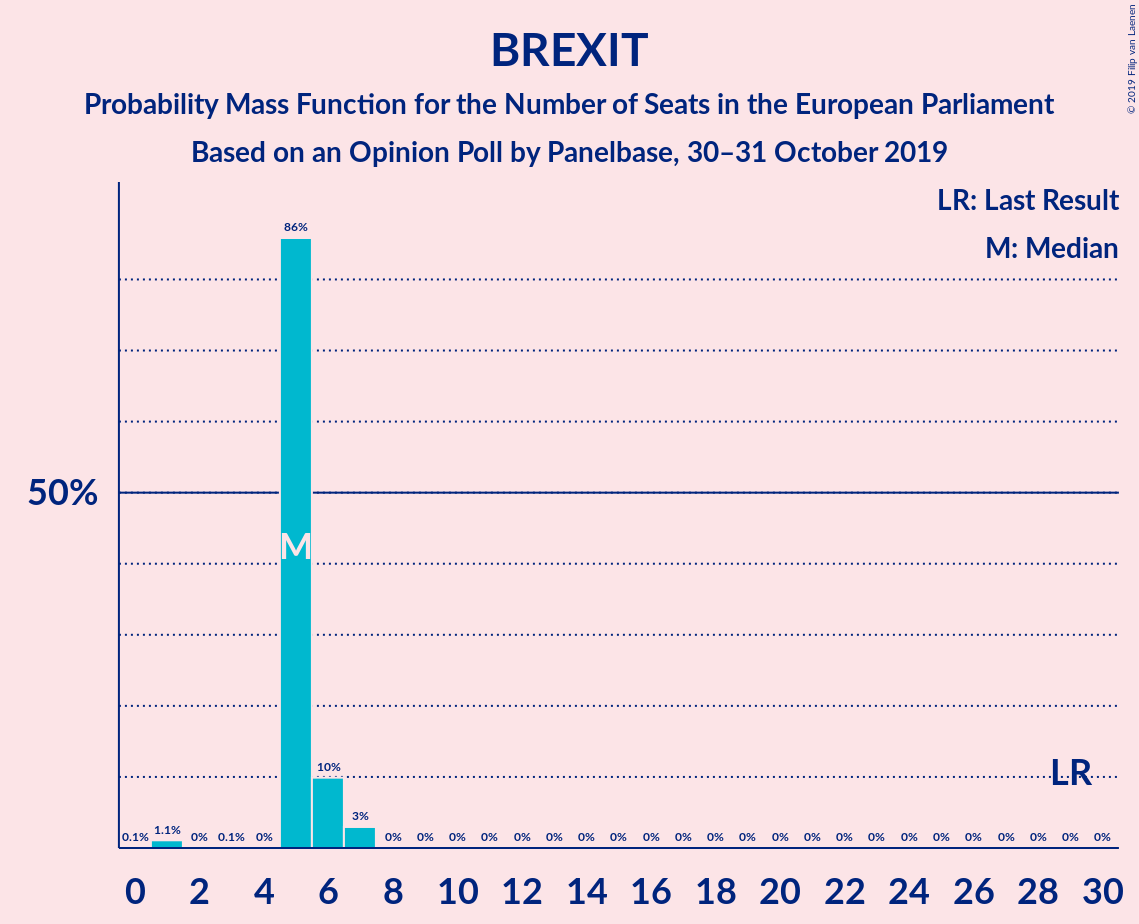 BREXIT
Probability Mass Function for the Number of Seats in the European Parliament
Based on an Opinion Poll by Panelbase, 30–31 October 2019
© 2019 Filip van Laenen
LR: Last Result
M: Median
86%
50%
M
10%
LR
3%
0.1% 1.1% 0% 0.1% 0% 0% 0% 0% 0% 0% 0% 0% 0% 0% 0% 0% 0% 0% 0% 0% 0% 0% 0% 0% 0% 0% 0% 0%
0 2 4 6 8 10 12 14 16 18 20 22 24 26 28 30